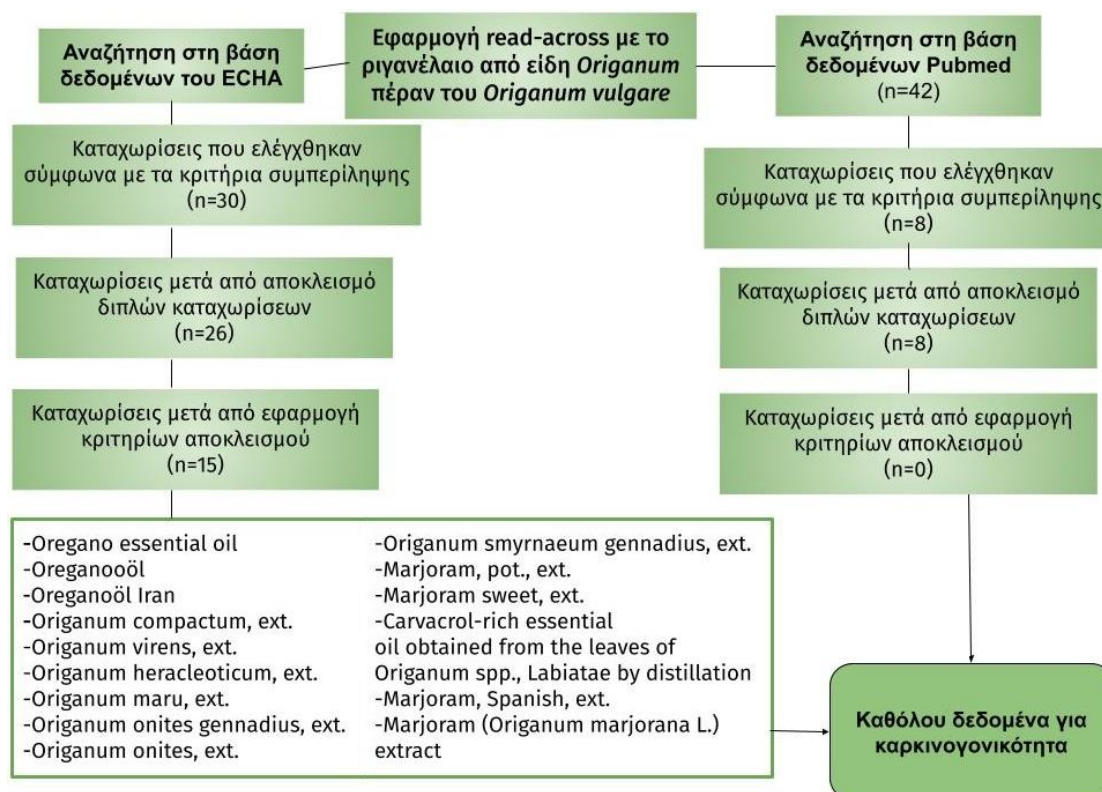 Αναζήτηση στη βάση
δεδομένων του ECHA
Εφαρμογή read-across με το
ριγανέλαιο από είδη Origanum
πέραν του Origanum vulgare
Αναζήτηση στη βάση
δεδομένων Pubmed
(n=42)
Καταχωρίσεις που ελέγχθηκαν
σύμφωνα με τα κριτήρια συμπερίληψης
(n=30)
Καταχωρίσεις μετά από αποκλεισμό
διπλών καταχωρίσεων
(n=26)
Καταχωρίσεις μετά από εφαρμογή
κριτηρίων αποκλεισμού
(n=15)
Καταχωρίσεις που ελέγχθηκαν
σύμφωνα με τα κριτήρια συμπερίληψης
(n=8)
Καταχωρίσεις μετά από αποκλεισμό
διπλών καταχωρίσεων
(n=8)
Καταχωρίσεις μετά από εφαρμογή
κριτηρίων αποκλεισμού
(n=0)
-Oregano essential oil
-Oreganooöl
-Oreganoöl Iran
-Origanum compactum, ext.
-Origanum virens, ext.
-Origanum heracleoticum, ext.
-Origanum maru, ext.
-Origanum onites gennadius, ext.
-Origanum onites, ext.
-Origanum smyrnaeum gennadius, ext.
-Marjoram, pot., ext.
-Marjoram sweet, ext.
-Carvacrol-rich essential
oil obtained from the leaves of
Origanum spp., Labiatae by distillation
-Marjoram, Spanish, ext.
-Marjoram (Origanum marjorana L.)
extract
Καθόλου δεδομένα για
καρκινογονικότητα